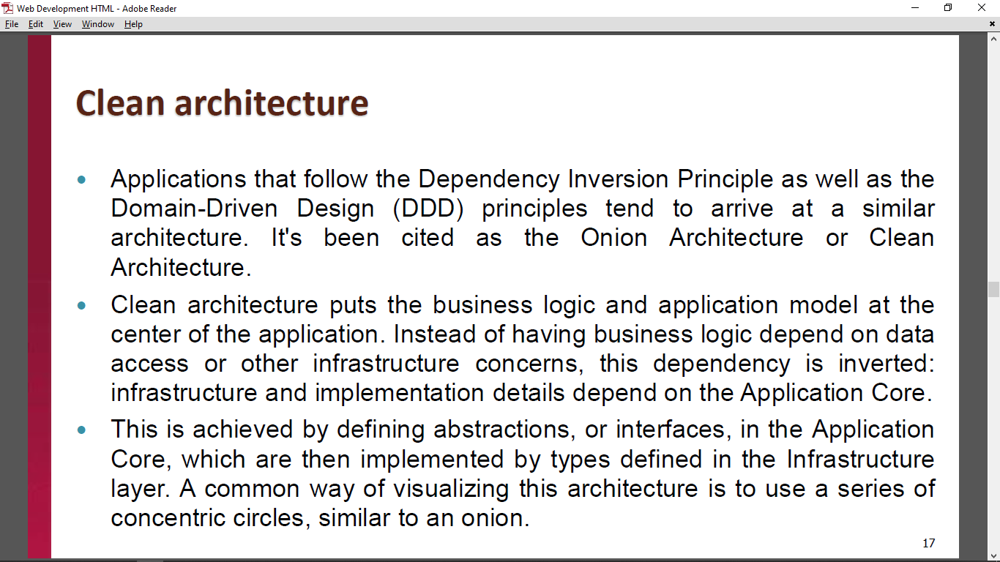 Web Development HTML - Adobe Reader
File Edit View Window Help
Clean architecture
• Applications that follow the Dependency Inversion Principle as well as the
Domain-Driven Design (DDD) principles tend to arrive at a similar
architecture. It's been cited as the Onion Architecture or Clean
Architecture.
• Clean architecture puts the business logic and application model at the
center of the application. Instead of having business logic depend on data
access or other infrastructure concerns, this dependency is inverted:
infrastructure and implementation details depend on the Application Core.
• This is achieved by defining abstractions, or interfaces, in the Application
Core, which are then implemented by types defined in the Infrastructure
layer. A common way of visualizing this architecture is to use a series of
concentric circles, similar to an onion.
17